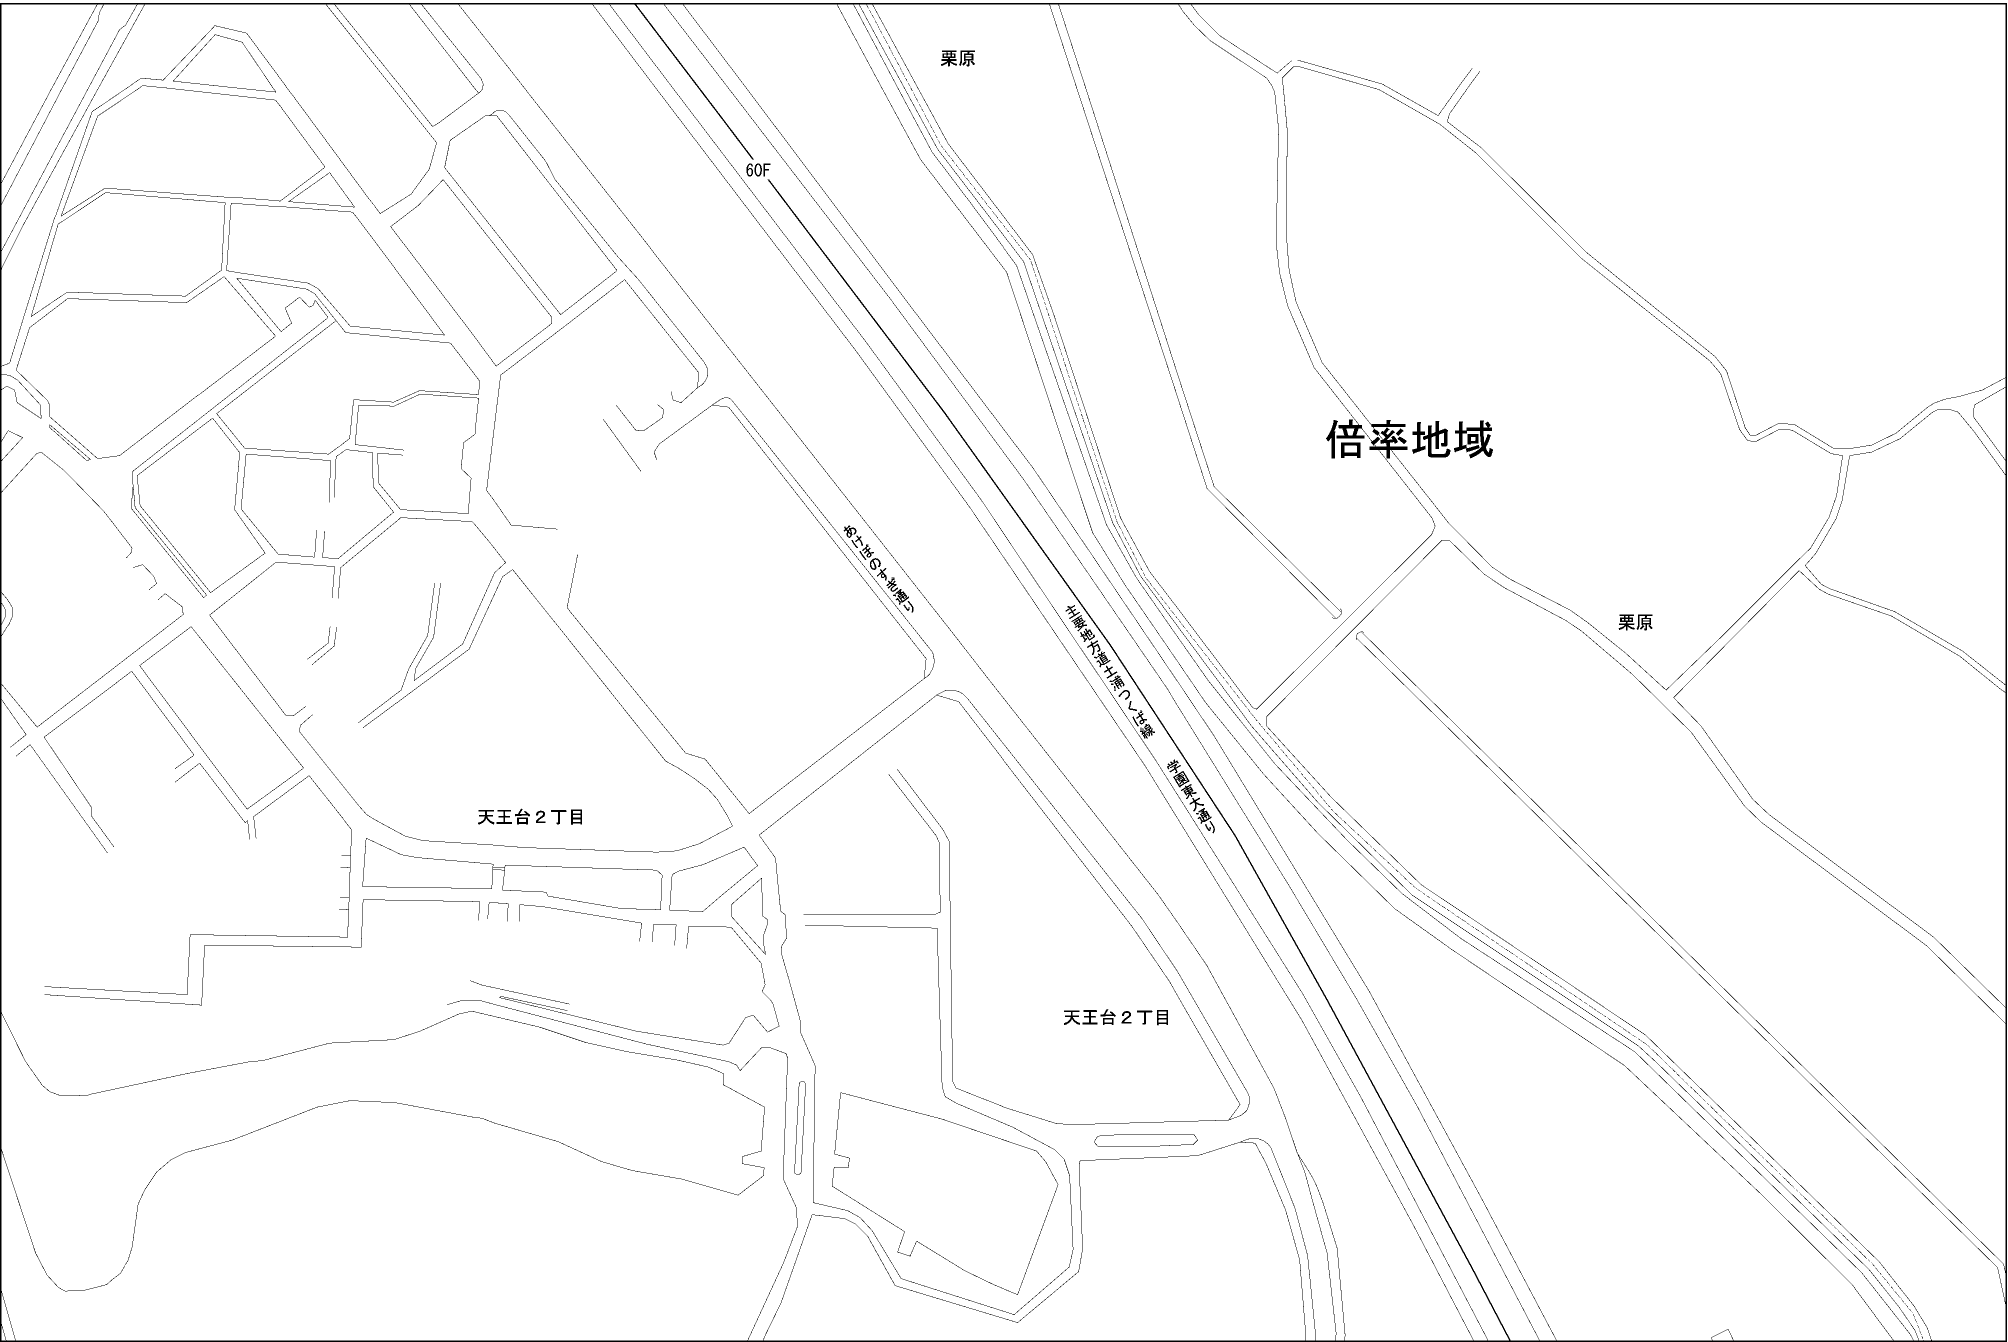 栗原
60F
倍率地域
あけぼのすぎ通り
主要地方道土浦つくば線　学園東大通り
栗原
天王台２丁目
天王台２丁目